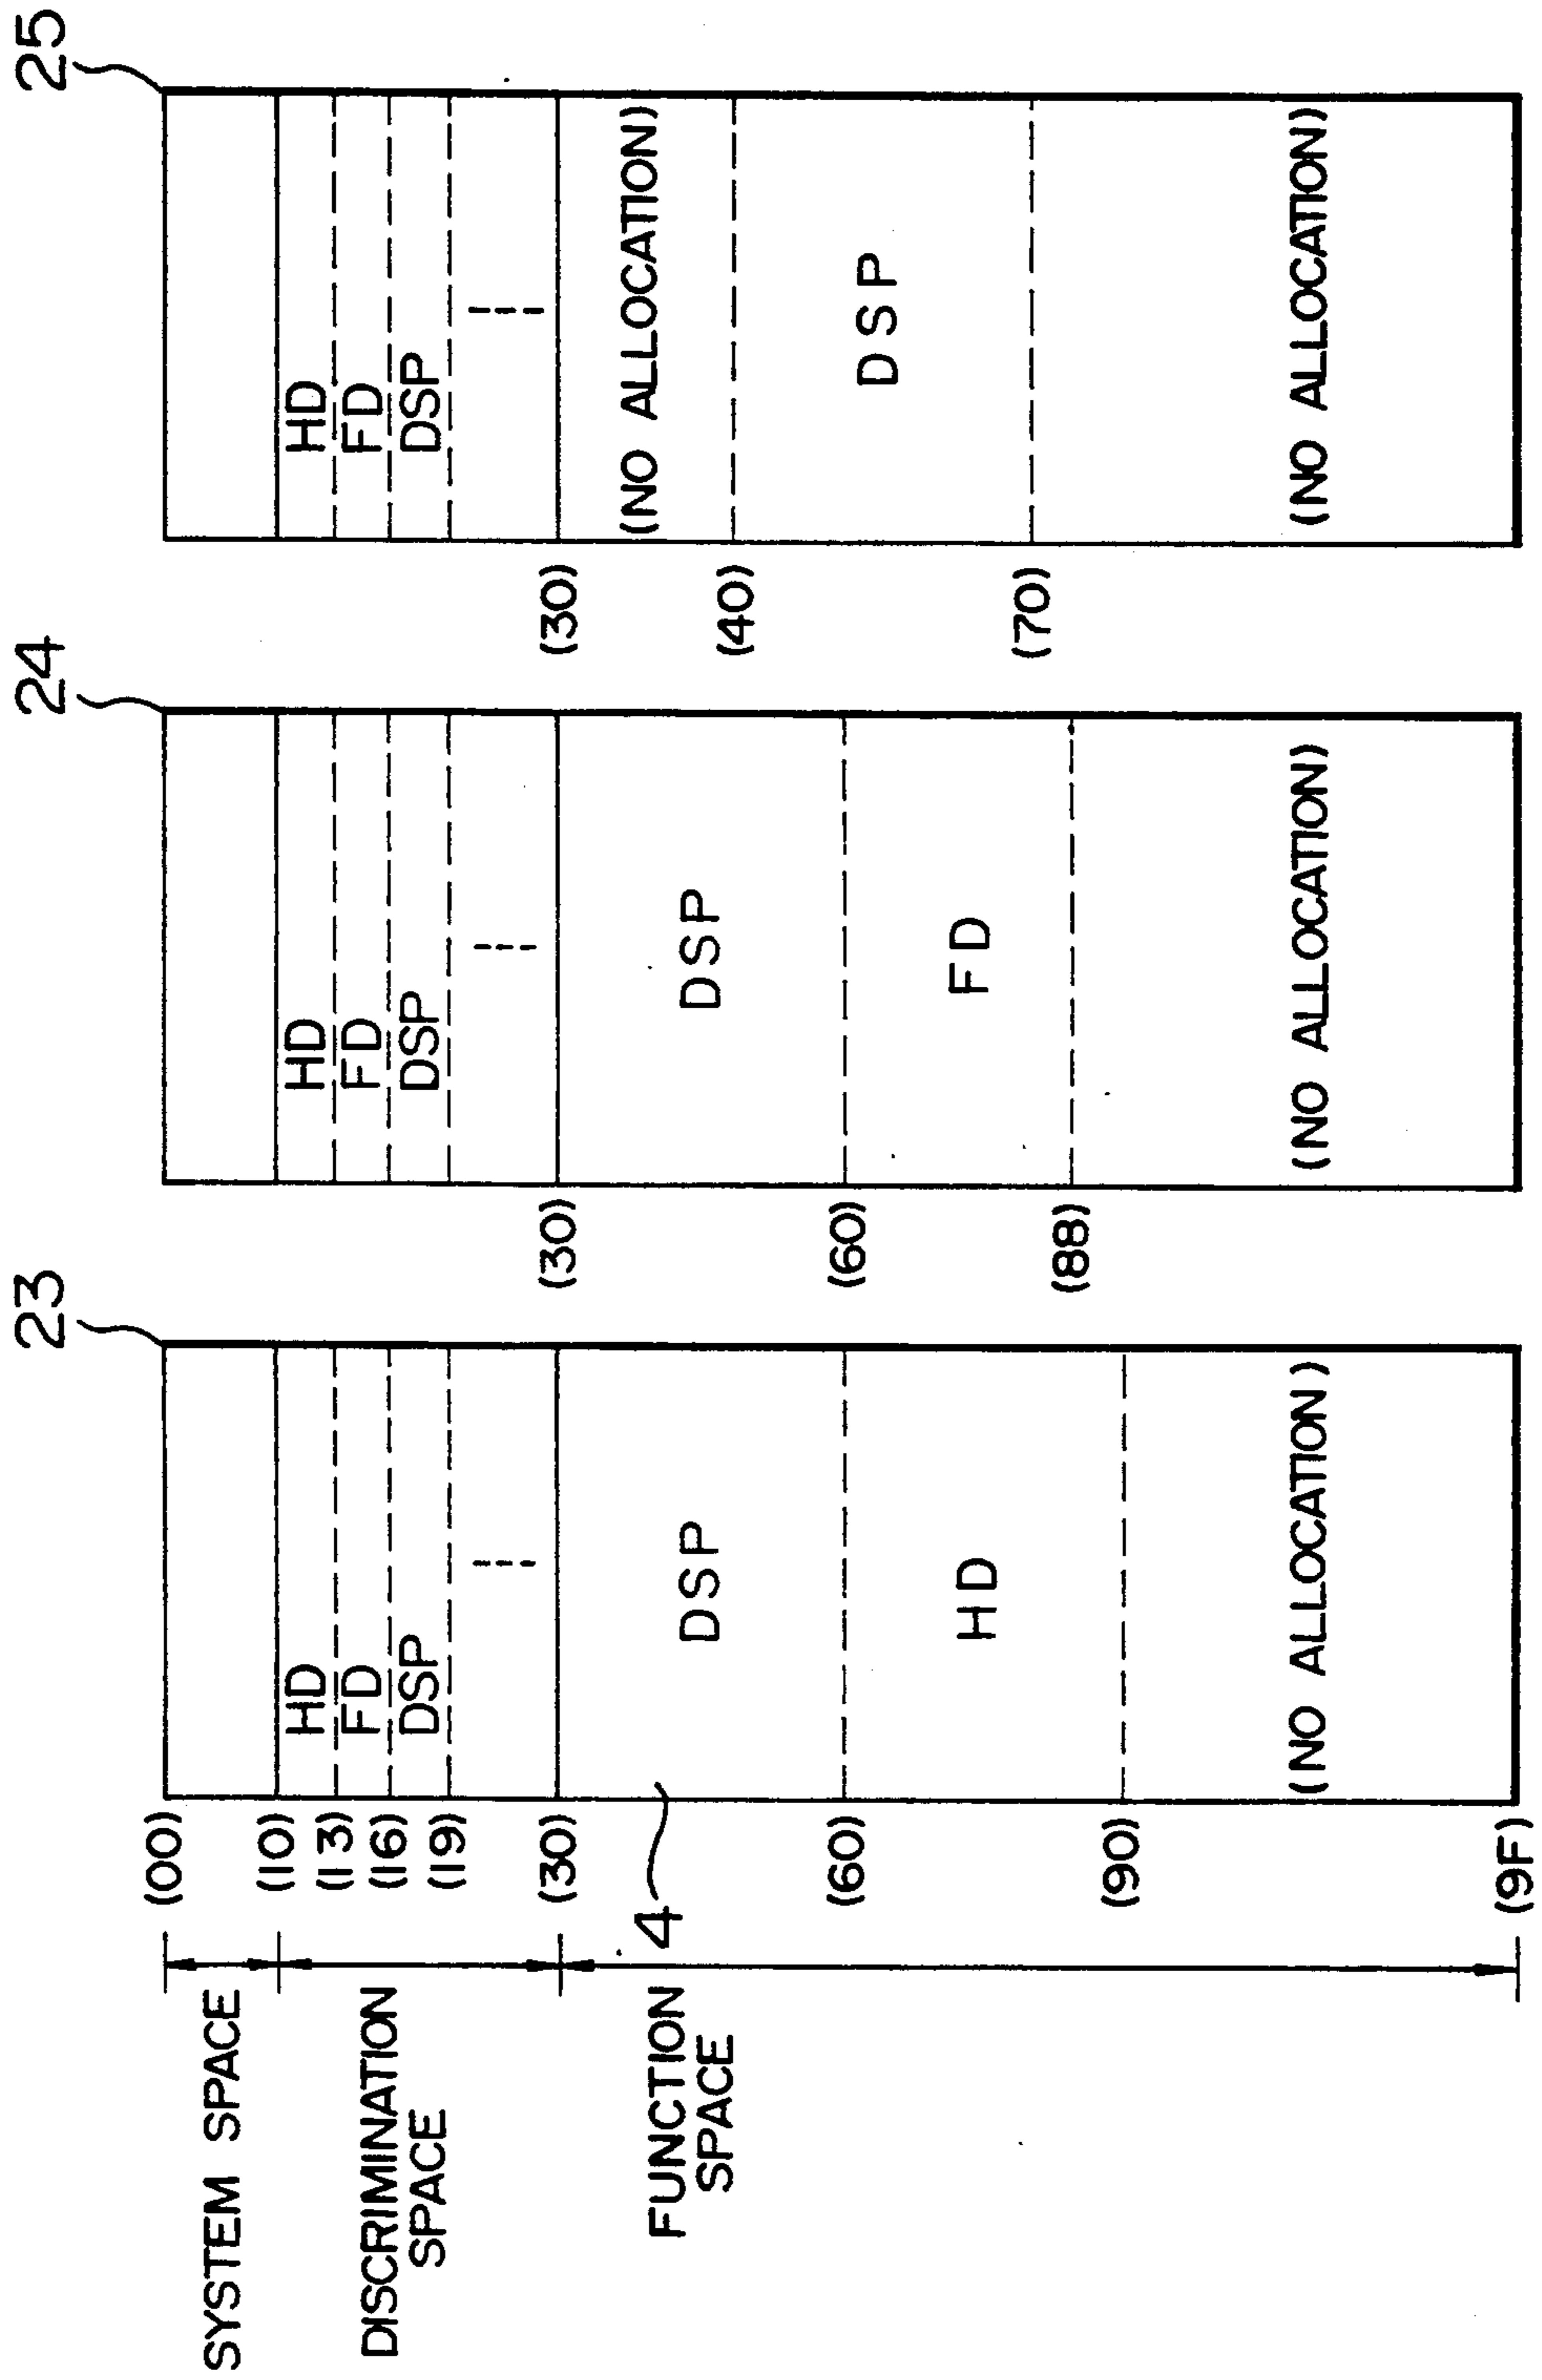 23
24
25
SYSTEM SPACE
DISCRIMINATION
SPACE
FUNCTION
SPACE
4
(00)
(10)
(13)
(16)
(19)
(30)
(60)
(90)
(9F)
HD
FD
DSP
DSP
HD
(NO ALLOCATION)
(30)
(60)
(88)
HD
FD
DSP
DSP
FD
(NO ALLOCATION)
(30)
(40)
(70)
HD
FD
DSP
(NO ALLOCATION)
DSP
(NO ALLOCATION)